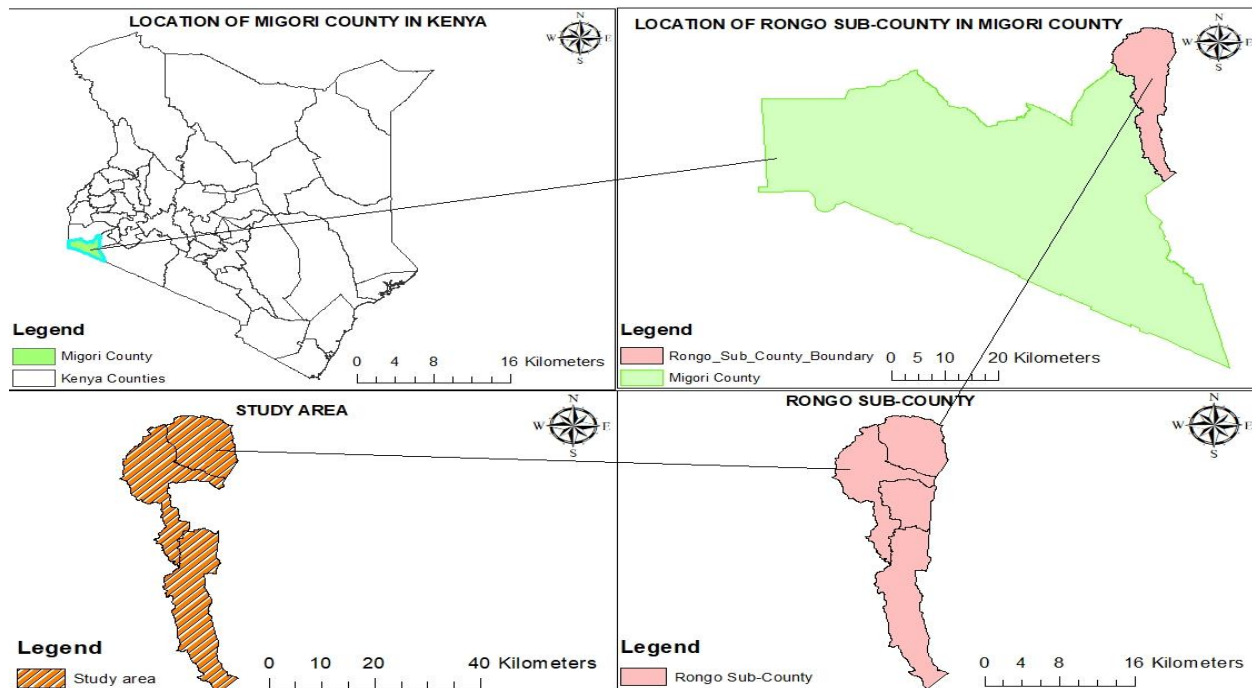 LOCATION OF MIGORI COUNTY IN KENYA
N
W E
S
Legend
Migori County
Kenya Counties
0 4 8 16 Kilometers
LOCATION OF RONGO SUB-COUNTY IN MIGORI COUNTY
N
W E
S
Legend
Rongo_Sub_County_Boundary
Migori County
0 5 10 20 Kilometers
STUDY AREA
N
W E
S
Legend
Study area
0 10 20 40 Kilometers
RONGO SUB-COUNTY
N
W E
S
Legend
Rongo Sub-County
0 4 8 16 Kilometers